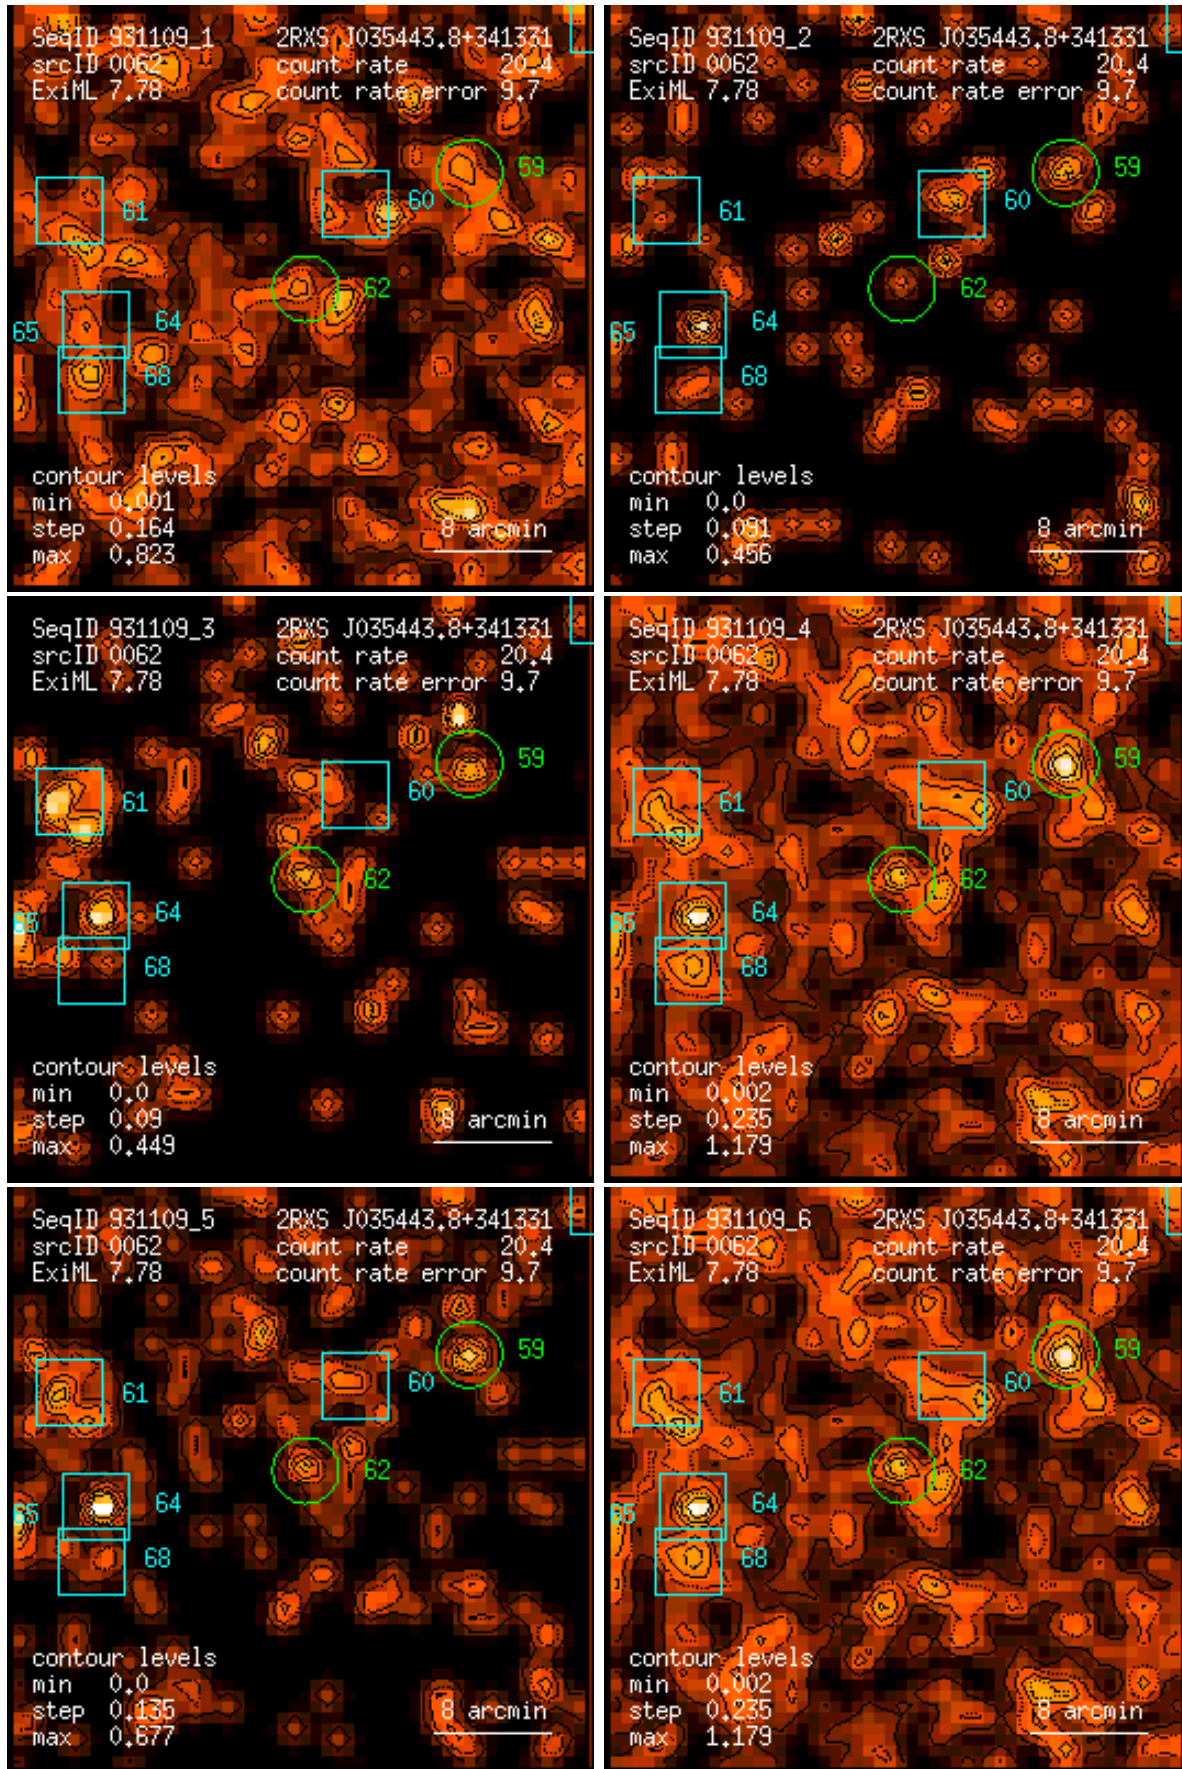 SeqID 931109_1 2RXS J035443.8+341331
srcID 0062 count rate 20.4
ExiML 7.78 count rate error 9.7
59
60
61
62
65
64
68
contour levels
min 0.001
step 0.164
max 0.823
8 arcmin
SeqID 931109_2 2RXS J035443.8+341331
srcID 0062 count rate 20.4
ExiML 7.78 count rate error 9.7
59
60
61
62
65
64
68
contour levels
min 0.0
step 0.091
max 0.456
8 arcmin
SeqID 931109_3 2RXS J035443.8+341331
srcID 0062 count rate 20.4
ExiML 7.78 count rate error 9.7
59
60
61
62
65
64
68
contour levels
min 0.0
step 0.09
max 0.449
8 arcmin
SeqID 931109_4 2RXS J035443.8+341331
srcID 0062 count rate 20.4
ExiML 7.78 count rate error 9.7
59
60
61
62
65
64
68
contour levels
min 0.002
step 0.235
max 1.179
8 arcmin
SeqID 931109_5 2RXS J035443.8+341331
srcID 0062 count rate 20.4
ExiML 7.78 count rate error 9.7
59
60
61
62
65
64
68
contour levels
min 0.0
step 0.135
max 0.677
8 arcmin
SeqID 931109_6 2RXS J035443.8+341331
srcID 0062 count rate 20.4
ExiML 7.78 count rate error 9.7
59
60
61
62
65
64
68
contour levels
min 0.002
step 0.235
max 1.179
8 arcmin